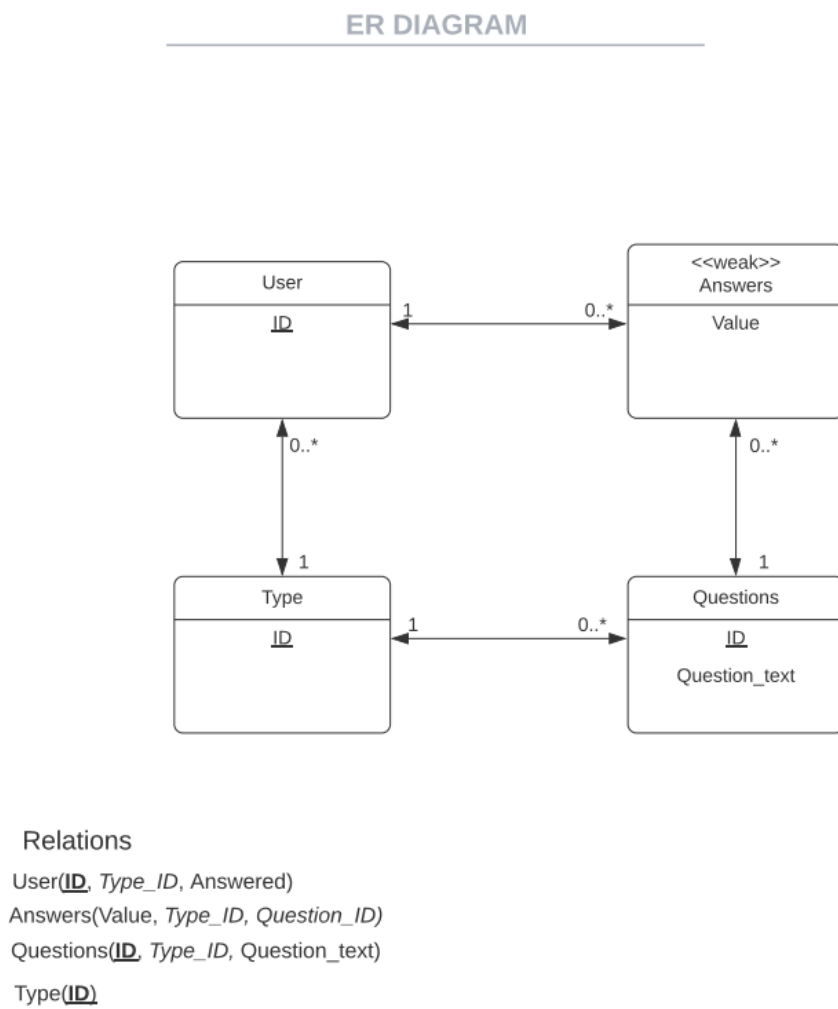 ER DIAGRAM
User
ID
<<weak>>
Answers
Value
1
0..*
0..*
1
0..*
1
Type
ID
Questions
ID
Question_text
1
0..*
Relations
User(ID, Type_ID, Answered)
Answers(Value, Type_ID, Question_ID)
Questions(ID, Type_ID, Question_text)
Type(ID)